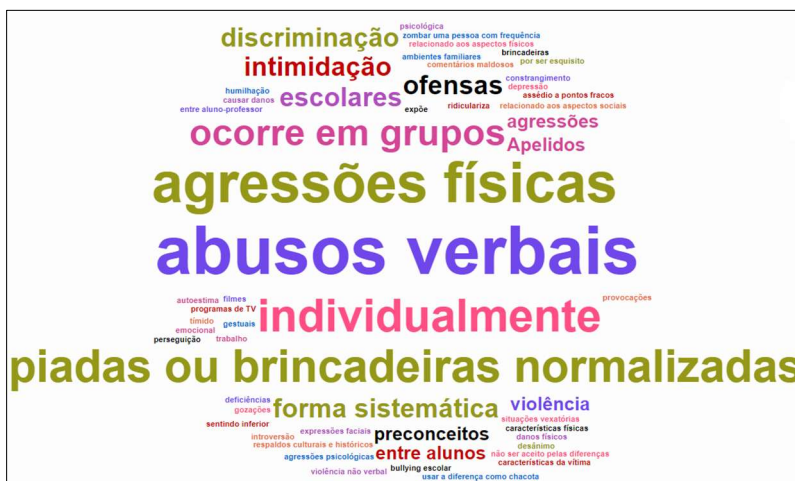 psicológica
discriminação zombar uma pessoa com frequência
relacionado aos aspectos físicos
brincadeiras
intimidação ambientes familiares por ser esquisito
comentários maldosos
ofensas constrangimento
depressão
humilhação
causar danos escolares assédio a pontos fracos
entre aluno-professor expõe ridiculariza relacionado aos aspectos sociais
ocorre em grupos agressões
Apelidos
agressões físicas
abusos verbais
autoestima filmes provocações
programas de TV
individualmente
tímido gestuais
emocional
perseguição trabalho
piadas ou brincadeiras normalizadas
deficiências
gozações forma sistemática violência
sentindo inferior situações vexatórias
expressões faciais preconceitos características físicas
introversão danos físicos
respaldos culturais e históricos desânimo
agressões psicológicas entre alunos não ser aceito pelas diferenças
características da vítima
violência não verbal bullying escolar
usar a diferença como chacota